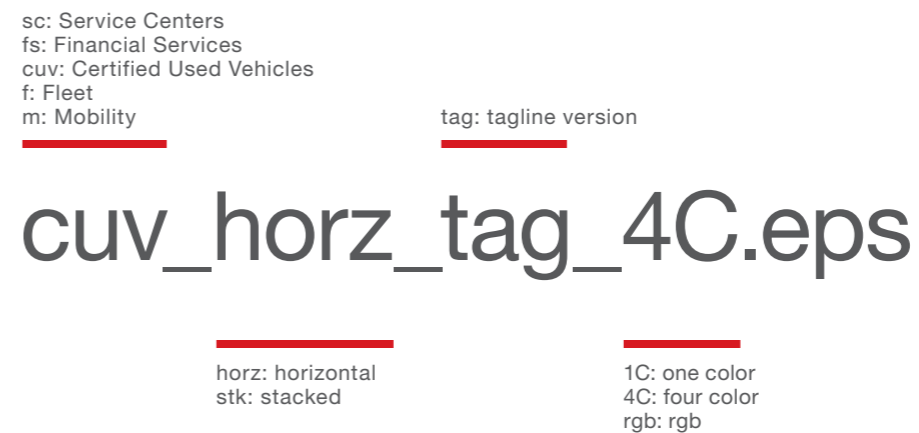 sc: Service Centers
fs: Financial Services
cuv: Certified Used Vehicles
f: Fleet
m: Mobility
tag: tagline version
cuv_horz_tag_4C.eps
horz: horizontal
stk: stacked
1C: one color
4C: four color
rgb: rgb